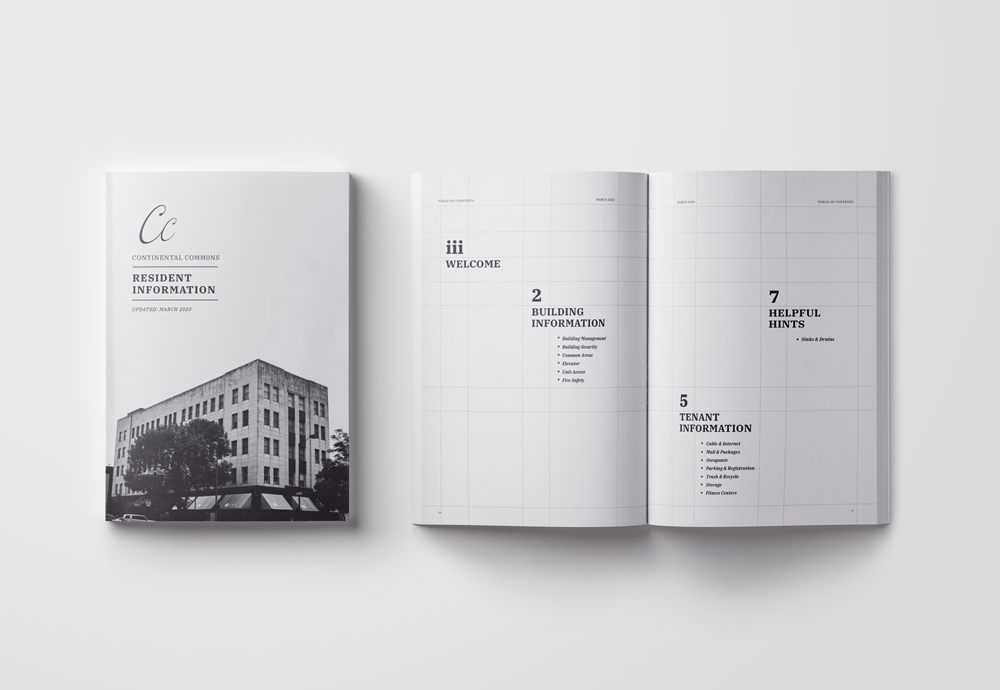 Cc
CONTINENTAL COMMONS
RESIDENT
INFORMATION
UPDATED: MARCH 2020
TABLE OF CONTENTS
MARCH 2020
iii
WELCOME
2
BUILDING
INFORMATION
• Building Management
• Building Security
• Common Areas
• Elevator
• Unit Access
• Fire Safety
MARCH 2020
TABLE OF CONTENTS
7
HELPFUL
HINTS
• Sinks & Drains
5
TENANT
INFORMATION
• Cable & Internet
• Mail & Packages
• Occupants
• Parking & Registration
• Trash & Recycle
• Storage
• Fitness Centers